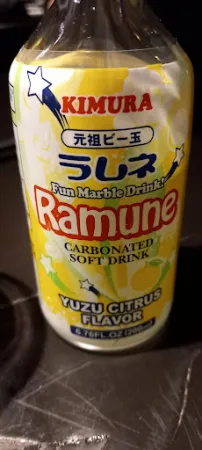 KIMURA
元祖ビー玉
ラムネ
Fun Marble Drink!
Ramune
CARBONATED
SOFT DRINK
YUZU CITRUS
FLAVOR
6.76FL.OZ (200ml)